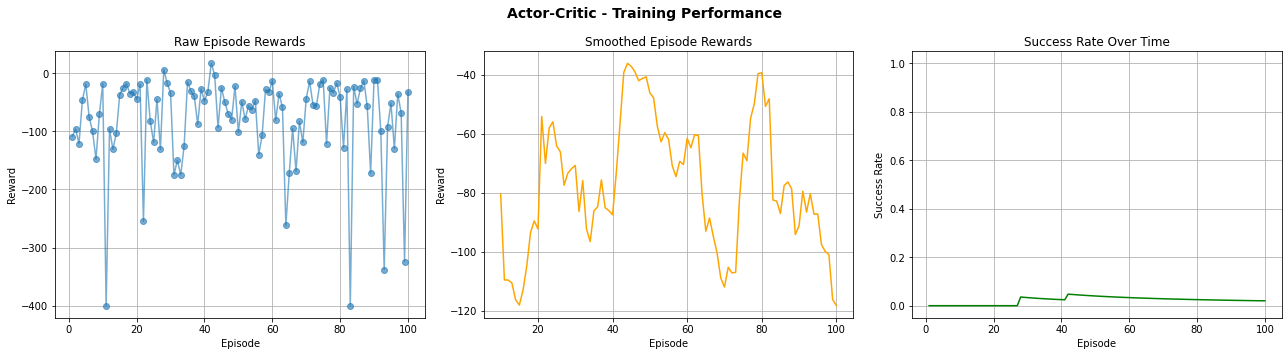 Actor-Critic - Training Performance
Raw Episode Rewards
Reward
0
−100
−200
−300
−400
0 20 40 60 80 100
Episode
Smoothed Episode Rewards
Reward
−40
−60
−80
−100
−120
20 40 60 80 100
Episode
Success Rate Over Time
Success Rate
1.0
0.8
0.6
0.4
0.2
0.0
0 20 40 60 80 100
Episode